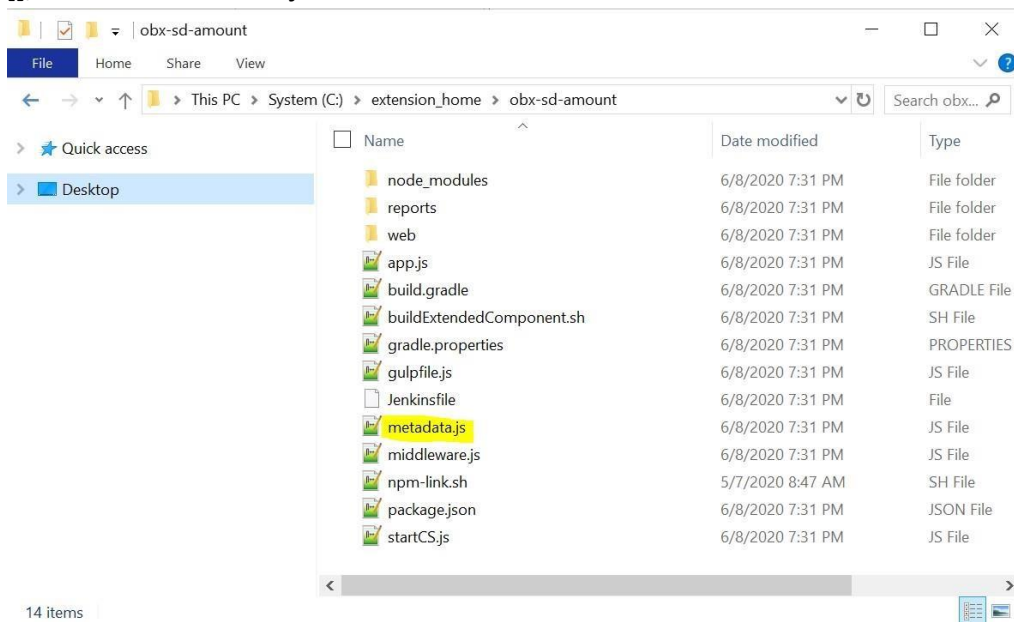 obx-sd-amount
File Home Share View
This PC > System (C:) > extension_home > obx-sd-amount Search obx...
Quick access
Desktop
Name Date modified Type
node_modules 6/8/2020 7:31 PM File folder
reports 6/8/2020 7:31 PM File folder
web 6/8/2020 7:31 PM File folder
app.js 6/8/2020 7:31 PM JS File
build.gradle 6/8/2020 7:31 PM GRADLE File
buildExtendedComponent.sh 6/8/2020 7:31 PM SH File
gradle.properties 6/8/2020 7:31 PM PROPERTIES
gulpfile.js 6/8/2020 7:31 PM JS File
Jenkinsfile 6/8/2020 7:31 PM File
metadata.js 6/8/2020 7:31 PM JS File
middleware.js 6/8/2020 7:31 PM JS File
npm-link.sh 5/7/2020 8:47 AM SH File
package.json 6/8/2020 7:31 PM JSON File
startCS.js 6/8/2020 7:31 PM JS File
14 items